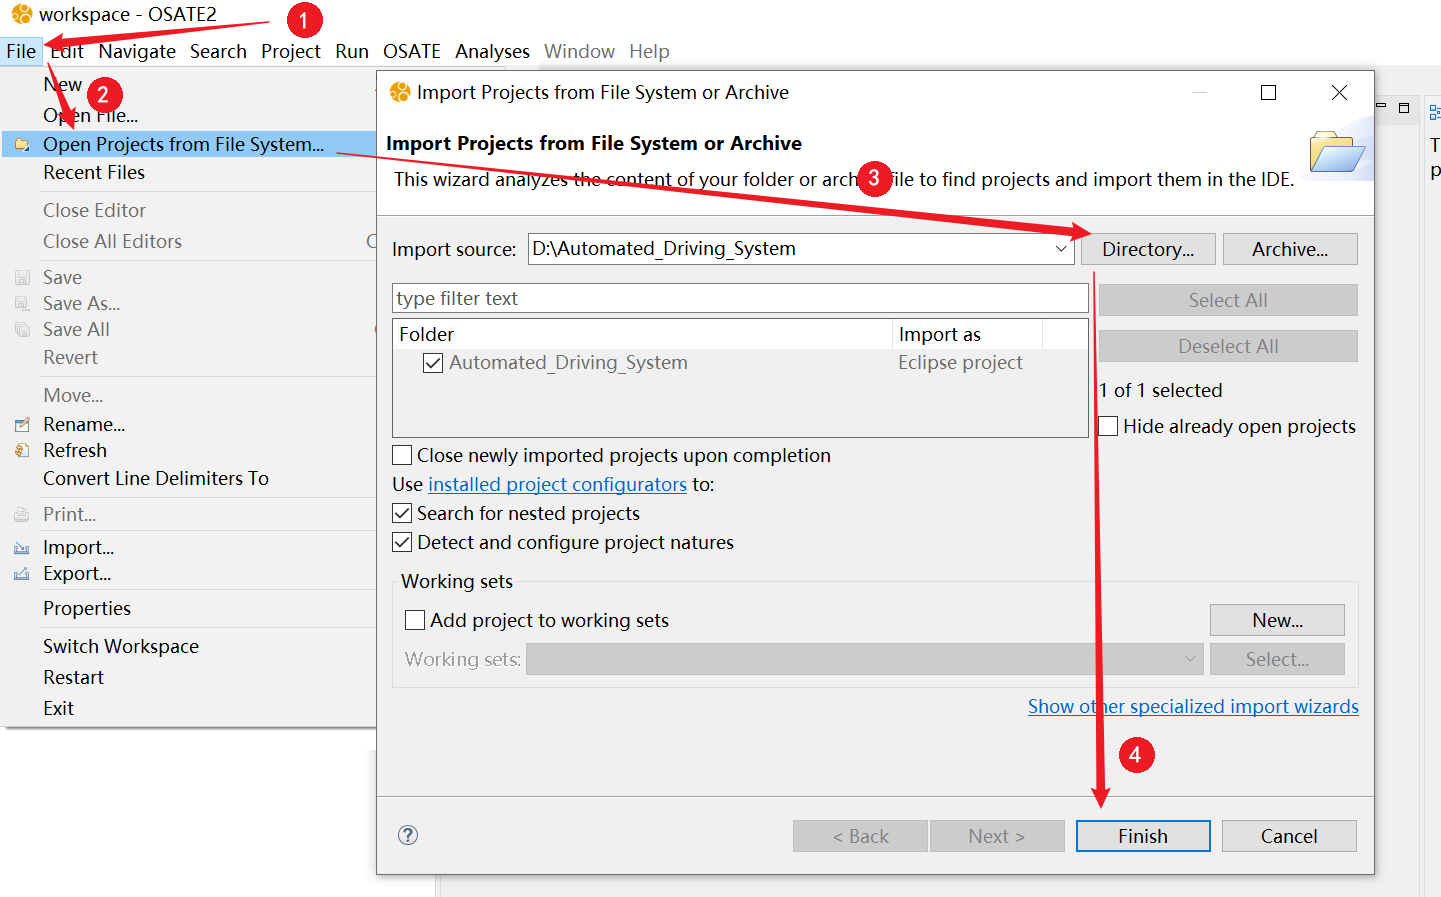 workspace - OSATE2
1
File Edit Navigate Search Project Run OSATE Analyses Window Help
New
2
Open File...
Open Projects from File System...
Recent Files
Close Editor
Close All Editors
Save
Save As...
Save All
Revert
Move...
Rename...
Refresh
Convert Line Delimiters To
Print...
Import...
Export...
Properties
Switch Workspace
Restart
Exit
Import Projects from File System or Archive
Import Projects from File System or Archive
This wizard analyzes the content of your folder or archive file to find projects and import them in the IDE.
3
Import source: D:\Automated_Driving_System Directory... Archive...
type filter text Select All
Folder Import as
Deselect All
Automated_Driving_System Eclipse project
1 of 1 selected
Hide already open projects
Close newly imported projects upon completion
Use installed project configurators to:
Search for nested projects
Detect and configure project natures
Working sets
Add project to working sets New...
Working sets: Select...
Show other specialized import wizards
4
< Back Next > Finish Cancel